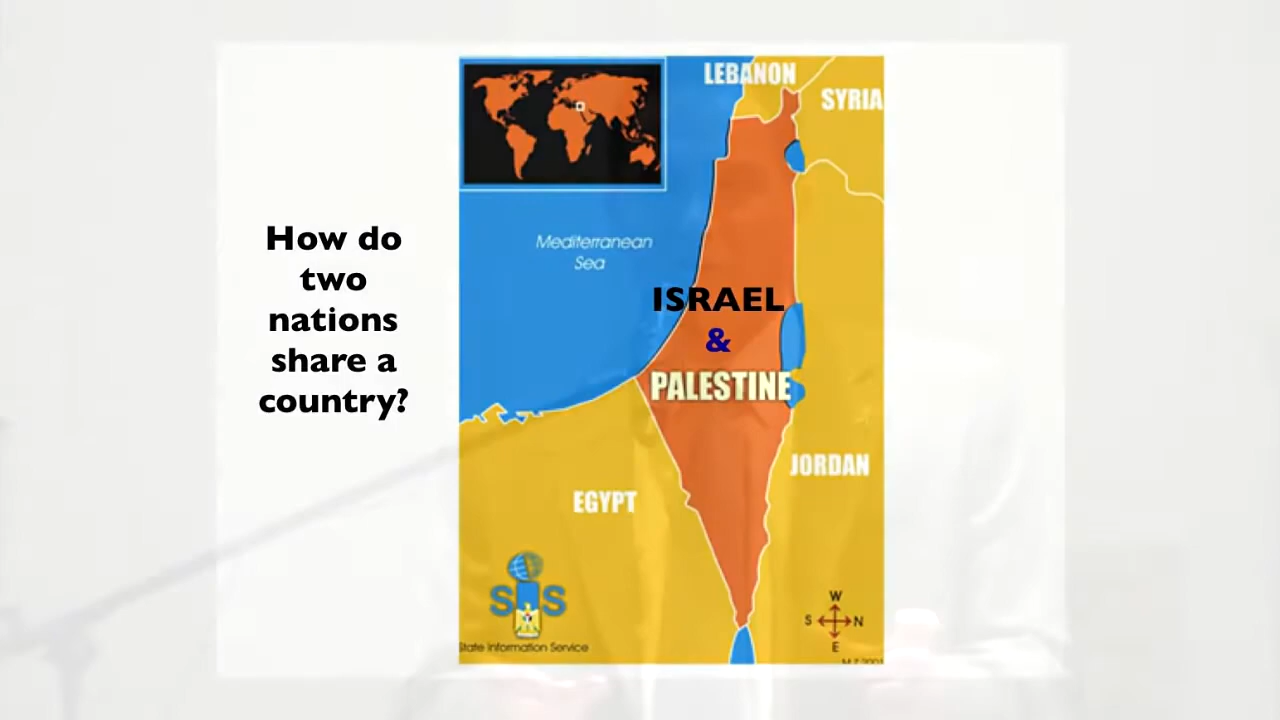 How do
two
nations
share a
country?
LEBANON
SYRIA
Mediterranean
Sea
ISRAEL
&
PALESTINE
JORDAN
EGYPT
SIS
State Information Service
W
S N
E